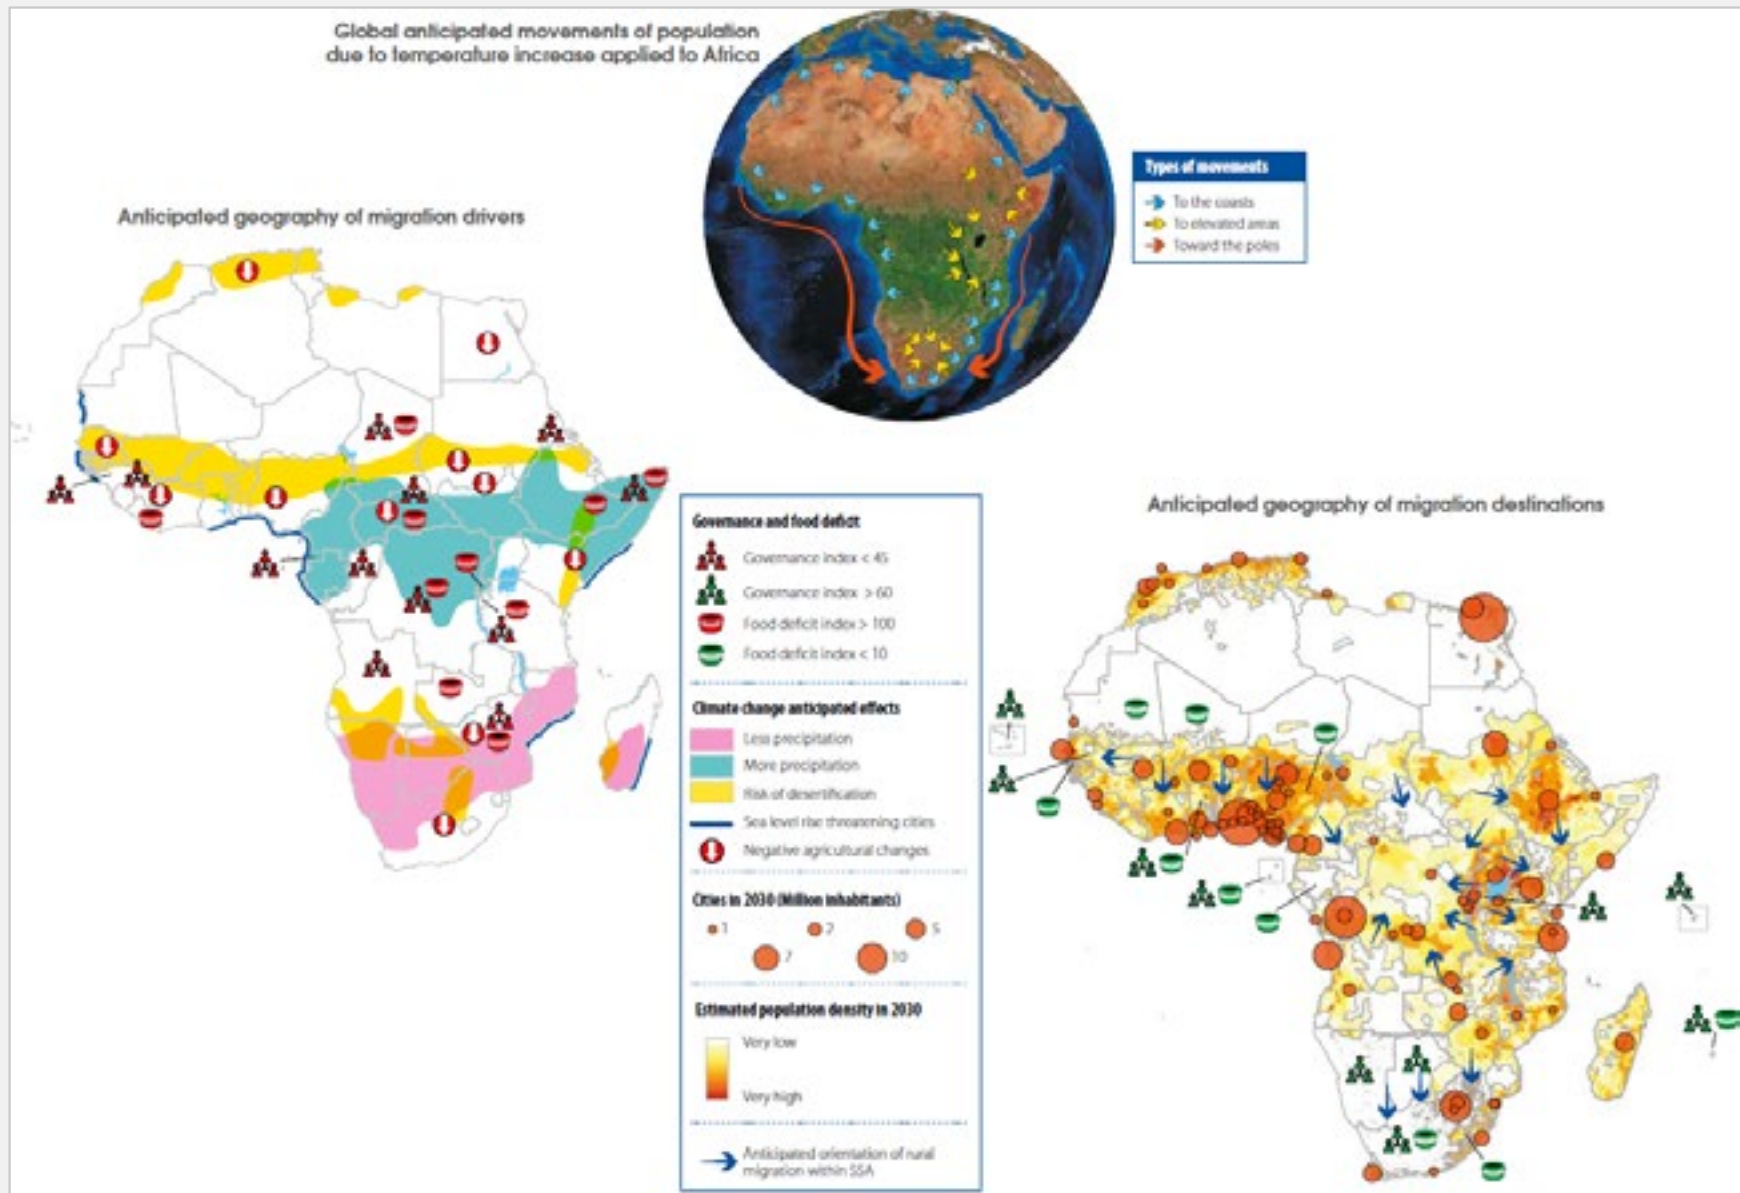 Global anticipated movements of population
due to temperature increase applied to Africa
Types of movements
To the coasts
To elevated areas
Toward the poles
Anticipated geography of migration drivers
Governance and food deficit
Governance index < 45
Governance index > 60
Food deficit index > 100
Food deficit index < 10
Climate change anticipated effects
Less precipitation
More precipitation
Risk of desertification
Sea level rise threatening cities
Negative agricultural changes
Cities in 2030 (Million inhabitants)
1 2 5
7 10
Estimated population density in 2030
Very low
Very high
Anticipated orientation of rural
migration within SSA
Anticipated geography of migration destinations